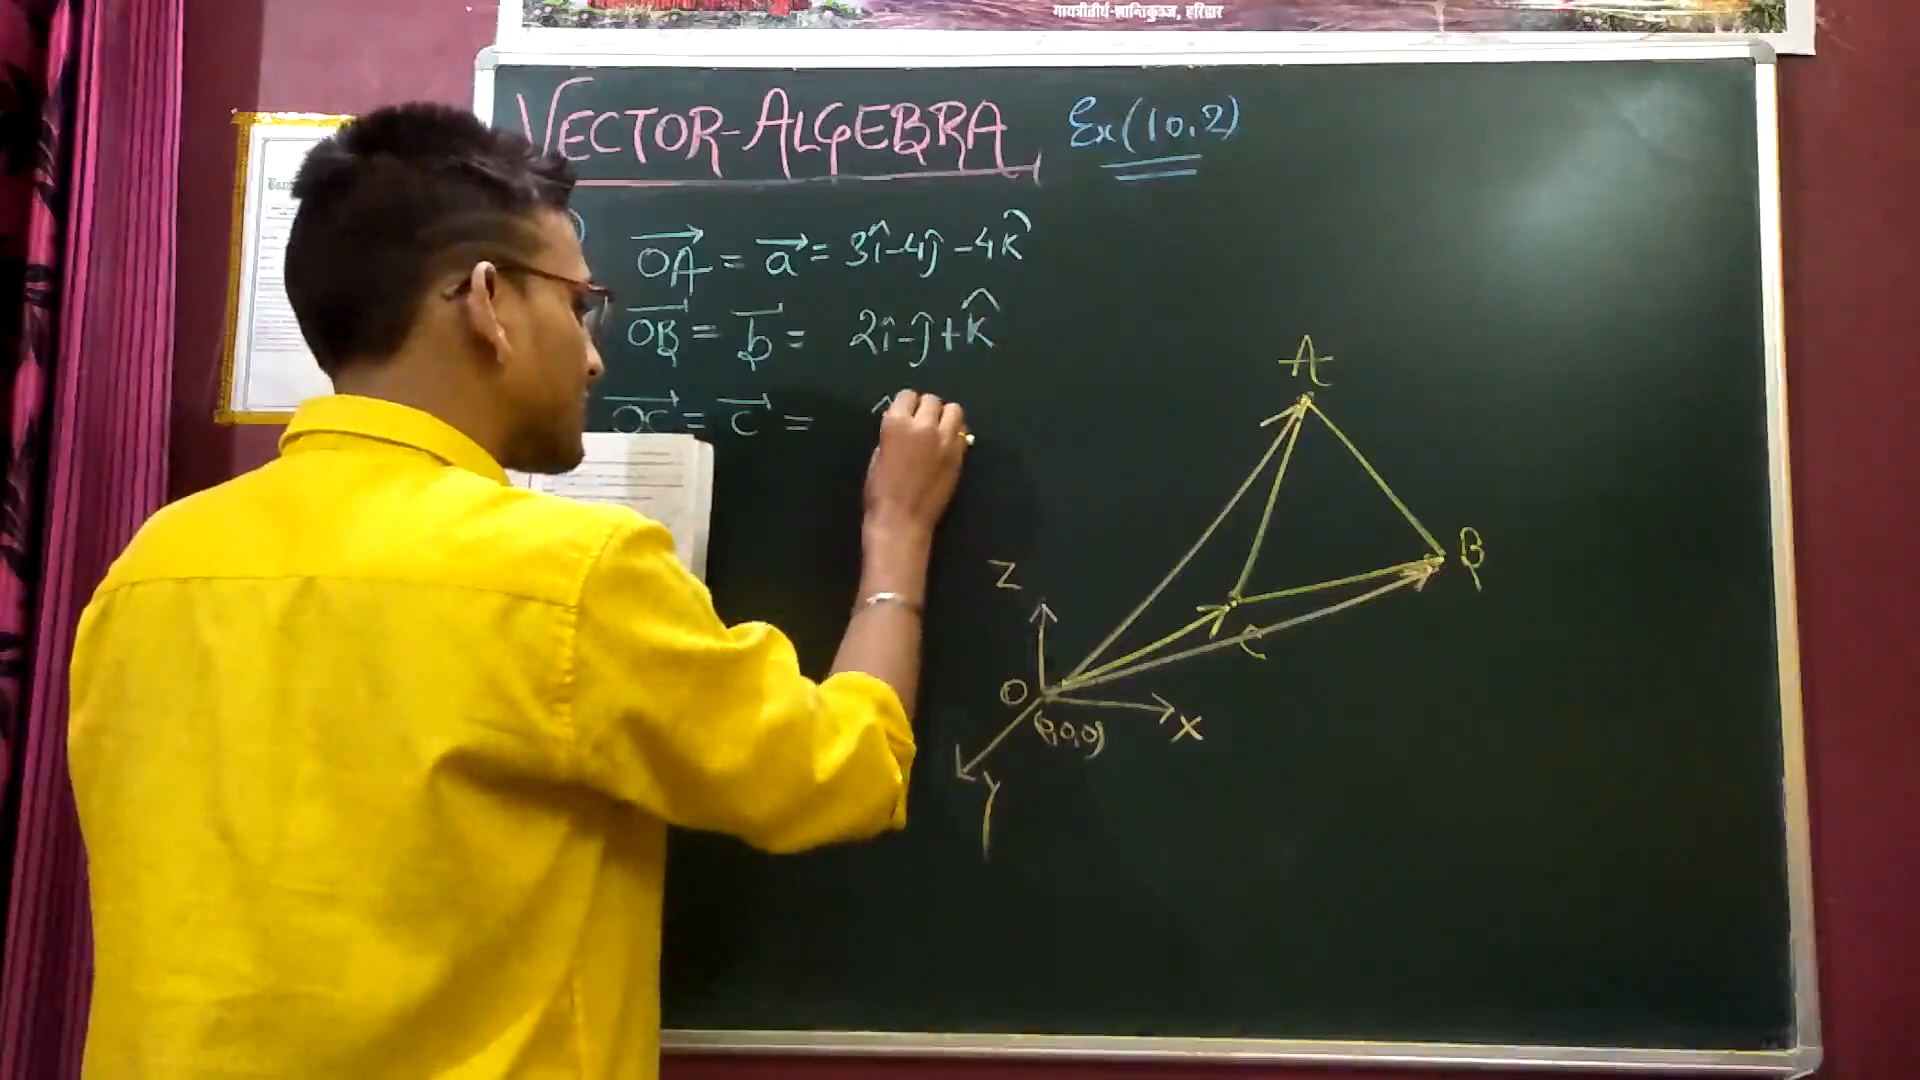 गायत्रीतीर्थ-शान्तिकुञ्ज, हरिद्वार
VECTOR-ALGEBRA Ex(10.2)
OA⃗ = a⃗ = 3î-4ĵ-4k̂
OB⃗ = b⃗ = 2î-ĵ+k̂
OC⃗ = c⃗ =
A
B
Z
C
O
(0,0,0)
X
Y